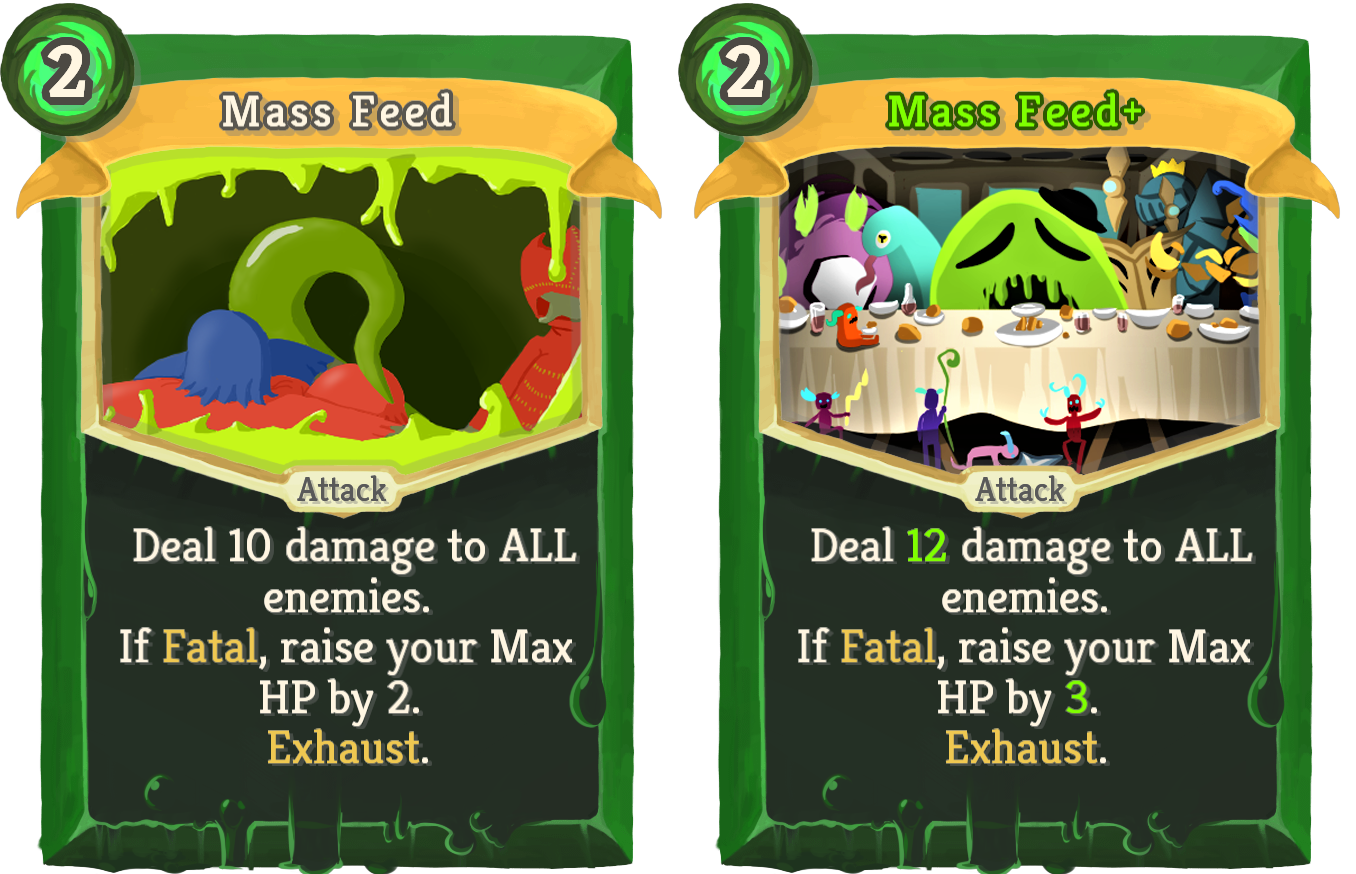 2
Mass Feed
Attack
Deal 10 damage to ALL
enemies.
If Fatal, raise your Max
HP by 2.
Exhaust.
2
Mass Feed+
Attack
Deal 12 damage to ALL
enemies.
If Fatal, raise your Max
HP by 3.
Exhaust.